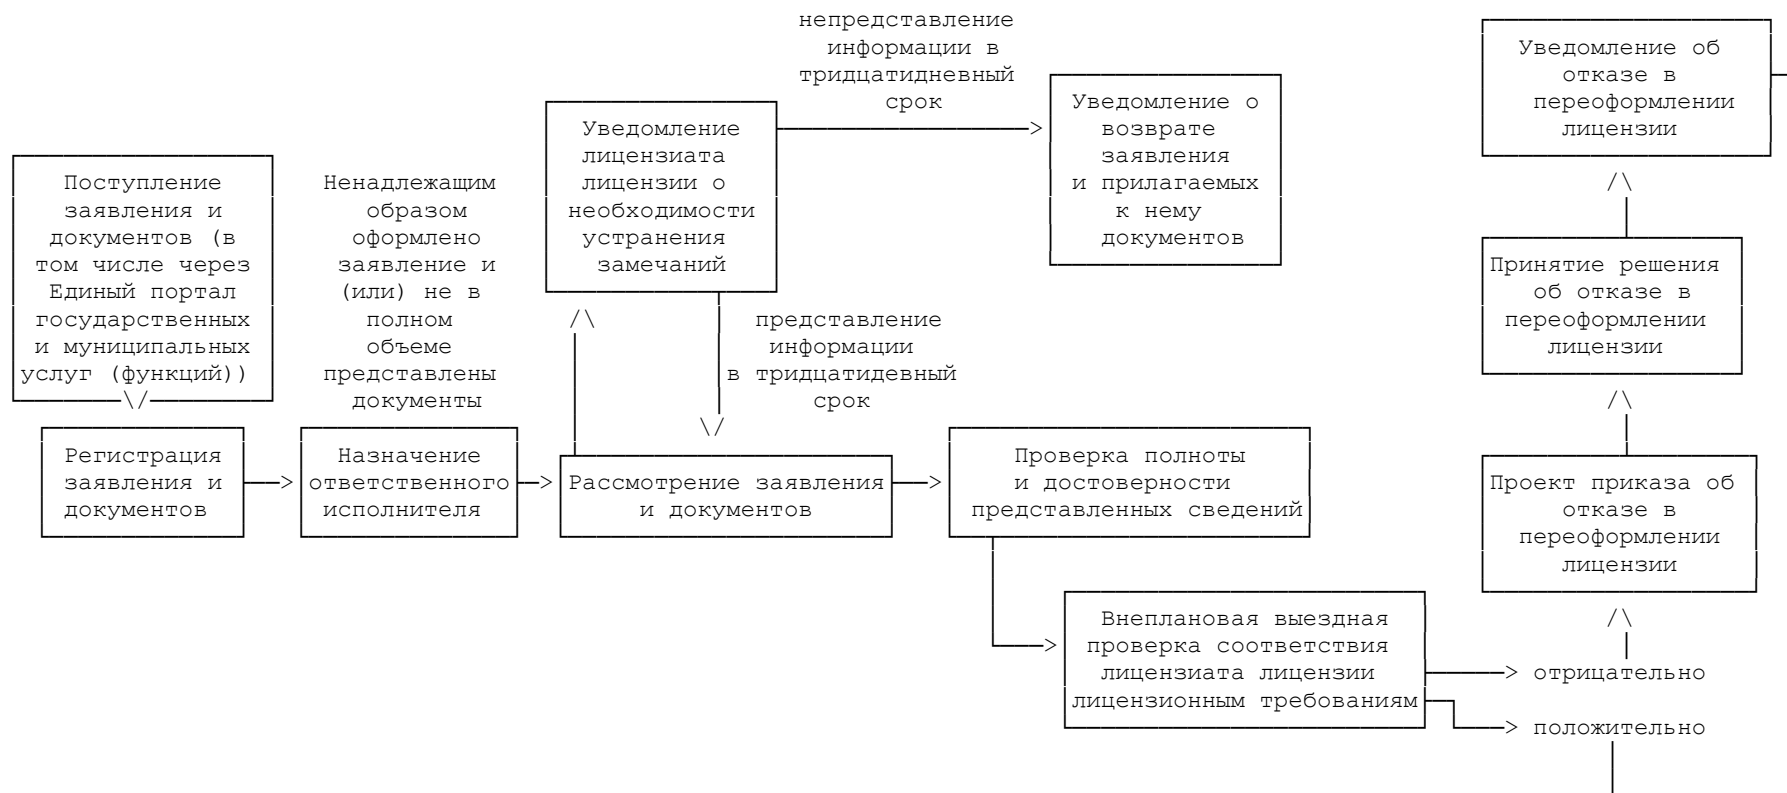 непредставление
информации в
тридцатидневный
срок
Уведомление об
отказе в
переоформлении
лицензии
Уведомление
лицензиата
лицензии о
необходимости
устранения
замечаний
Уведомление о
возврате
заявления
и прилагаемых
к нему
документов
Поступление
заявления и
документов (в
том числе через
Единый портал
государственных
и муниципальных
услуг (функций))
Ненадлежащим
образом
оформлено
заявление и
(или) не в
полном
объеме
представлены
документы
представление
информации
в тридцатидевный
срок
Принятие решения
об отказе в
переоформлении
лицензии
Регистрация
заявления и
документов
Назначение
ответственного
исполнителя
Рассмотрение заявления
и документов
Проверка полноты
и достоверности
представленных сведений
Проект приказа об
отказе в
переоформлении
лицензии
Внеплановая выездная
проверка соответствия
лицензиата лицензии
лицензионным требованиям
отрицательно
положительно